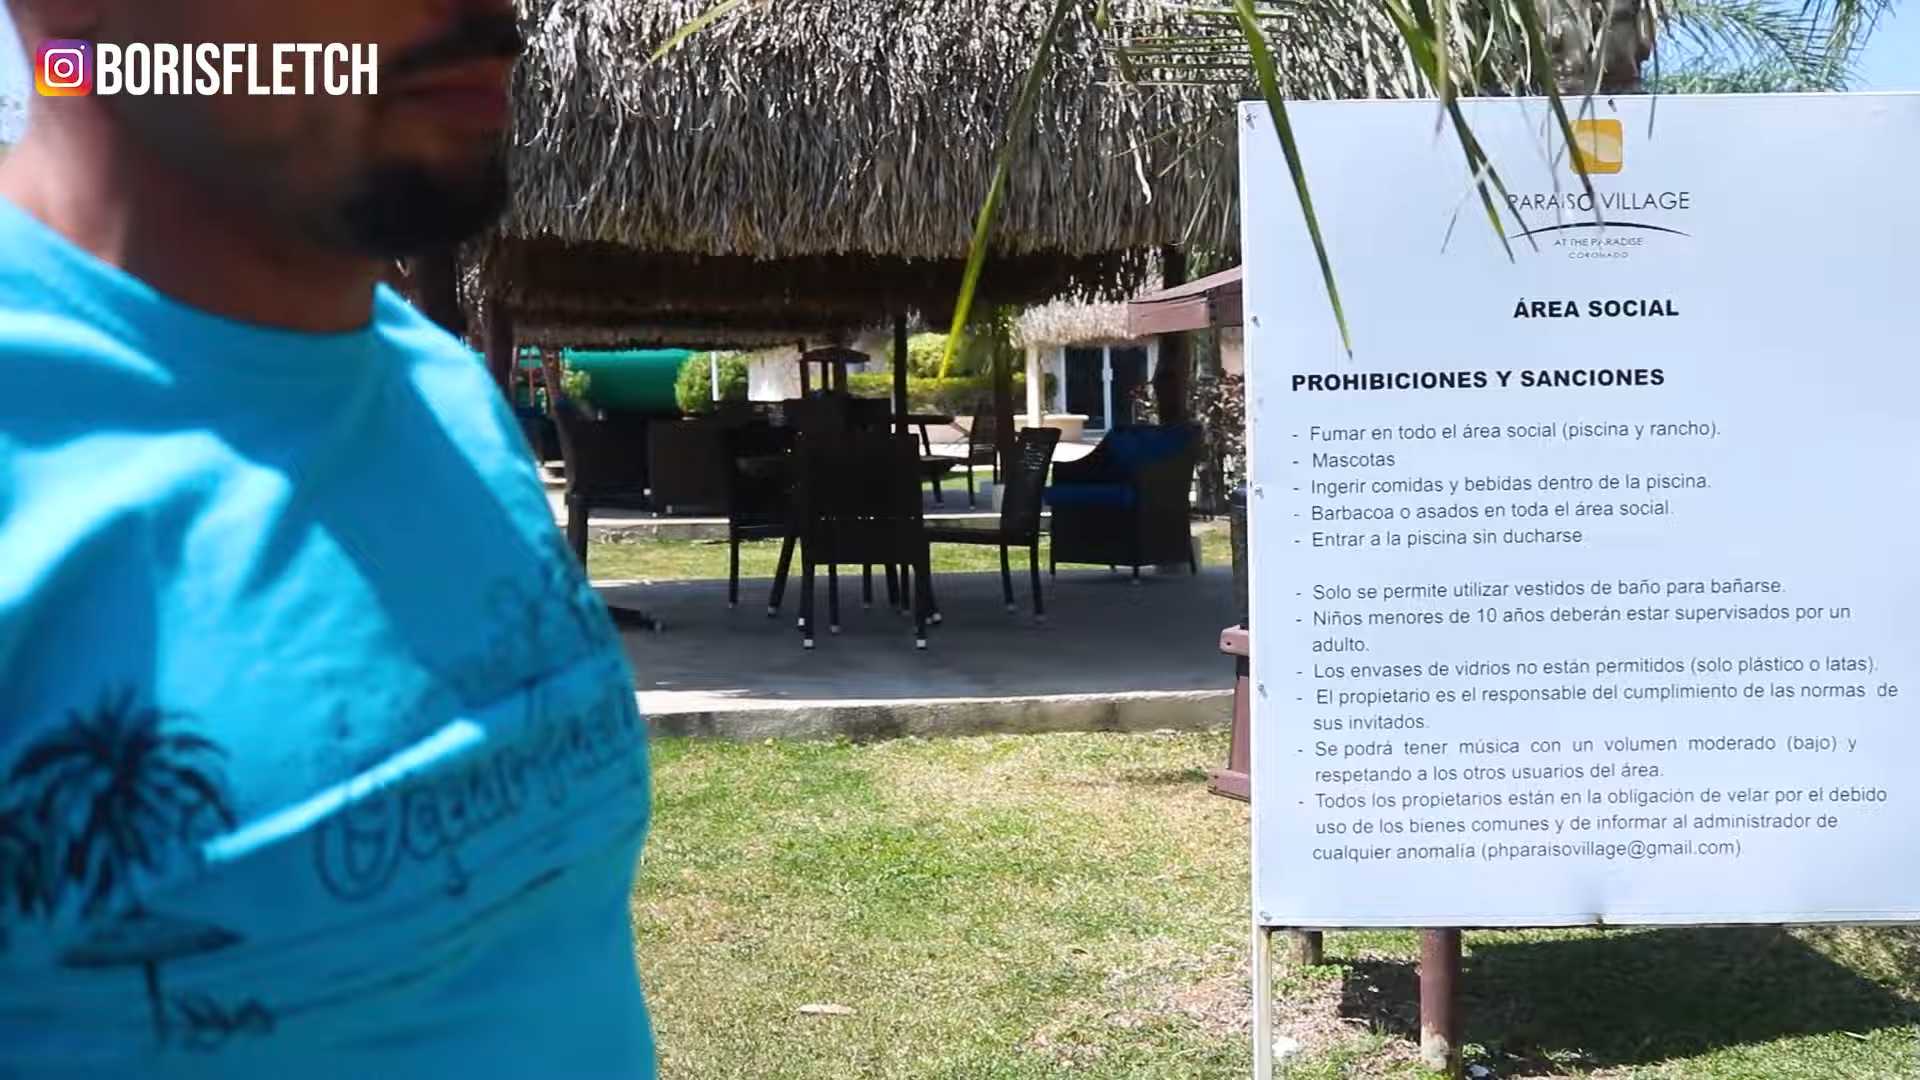 BORISFLETCH
PARAISO VILLAGE
AT THE PARADISE
CORONADO
ÁREA SOCIAL
PROHIBICIONES Y SANCIONES
- Fumar en todo el área social (piscina y rancho).
- Mascotas
- Ingerir comidas y bebidas dentro de la piscina.
- Barbacoa o asados en toda el área social.
- Entrar a la piscina sin ducharse
- Solo se permite utilizar vestidos de baño para bañarse.
- Niños menores de 10 años deberán estar supervisados por un
adulto.
- Los envases de vidrios no están permitidos (solo plástico o latas).
- El propietario es el responsable del cumplimiento de las normas de
sus invitados.
- Se podrá tener música con un volumen moderado (bajo) y
respetando a los otros usuarios del área.
- Todos los propietarios están en la obligación de velar por el debido
uso de los bienes comunes y de informar al administrador de
cualquier anomalía (phparaisovillage@gmail.com).